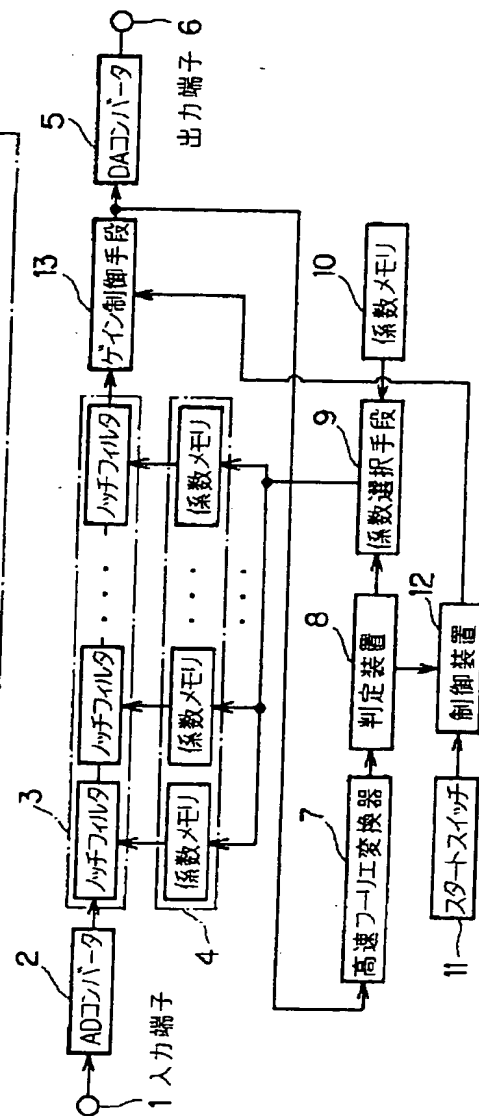 1 入力端子
2
ADコンバータ
3
ノッチフィルタ
ノッチフィルタ
・・・
ノッチフィルタ
4
係数メモリ
係数メモリ
・・・
係数メモリ
・・・
13
ゲイン制御手段
5
DAコンバータ
6
出力端子
7
高速フーリエ変換器
8
判定装置
9
係数選択手段
10
係数メモリ
11
スタートスイッチ
12
制御装置